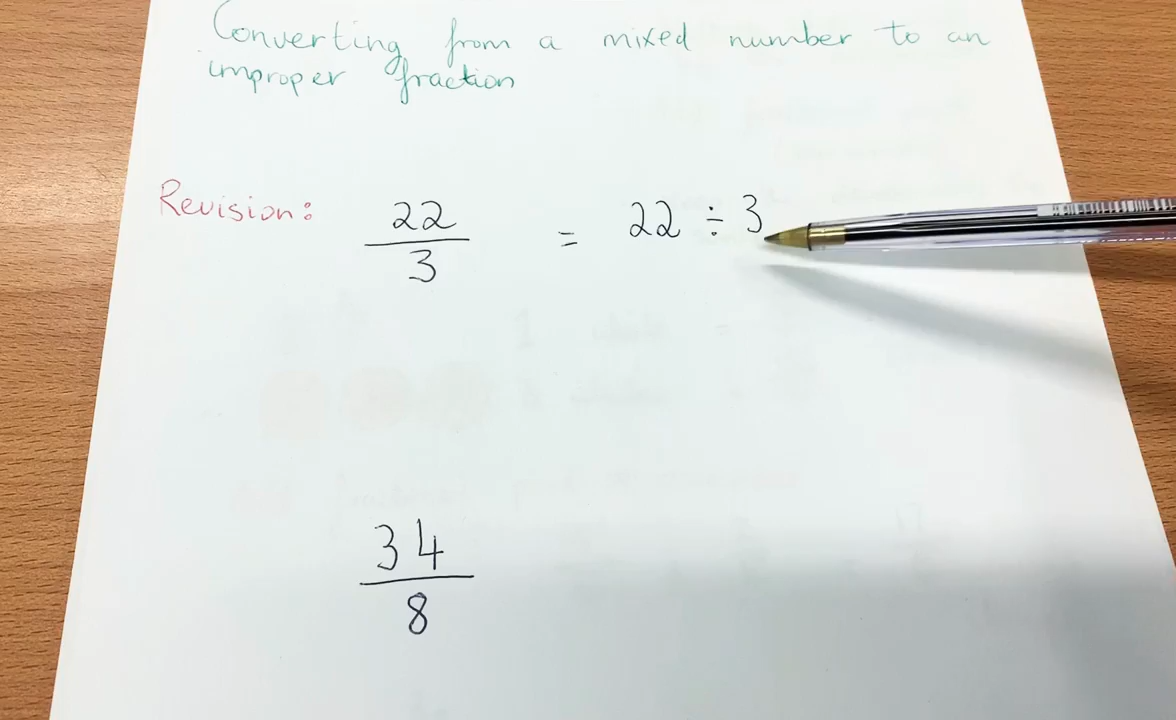 Converting from a mixed number to an
improper fraction
Revision: 22/3 = 22 ÷ 3
34/8